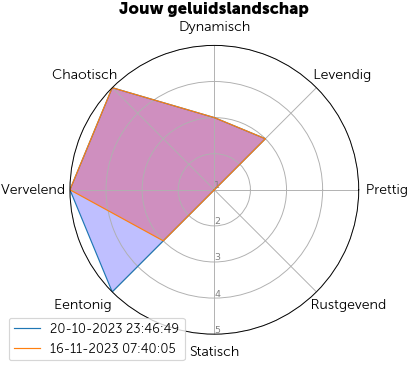 Jouw geluidslandschap
Dynamisch
Chaotisch
Levendig
Vervelend
1
Prettig
2
3
4
Eentonig
Rustgevend
5
Statisch
20-10-2023 23:46:49
16-11-2023 07:40:05